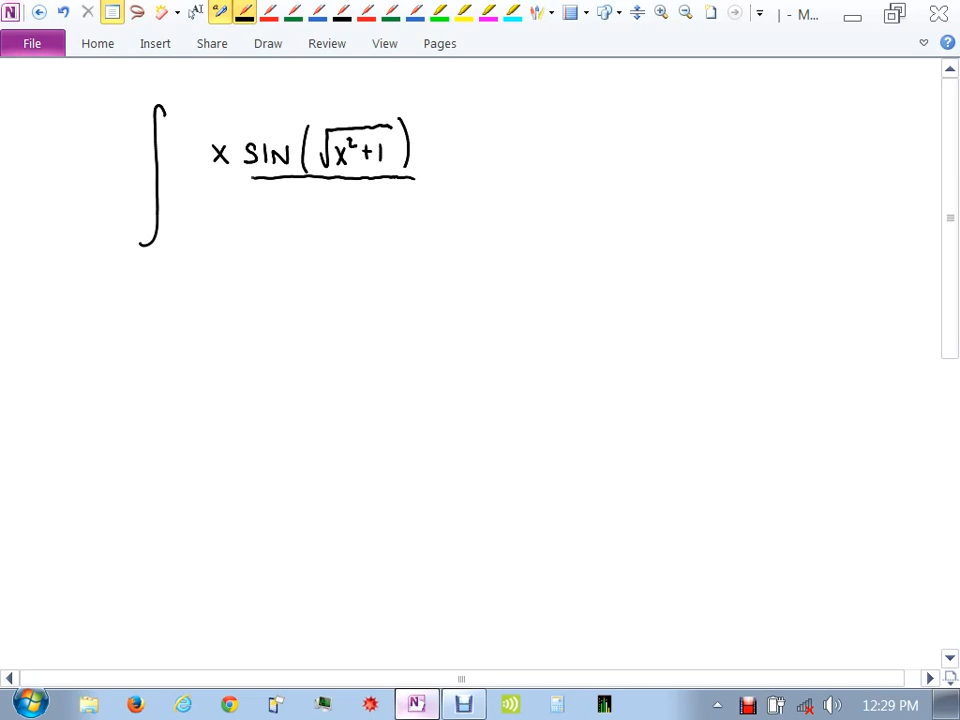 | - M...
File Home Insert Share Draw Review View Pages
∫ x SIN(√x²+1)
12:29 PM